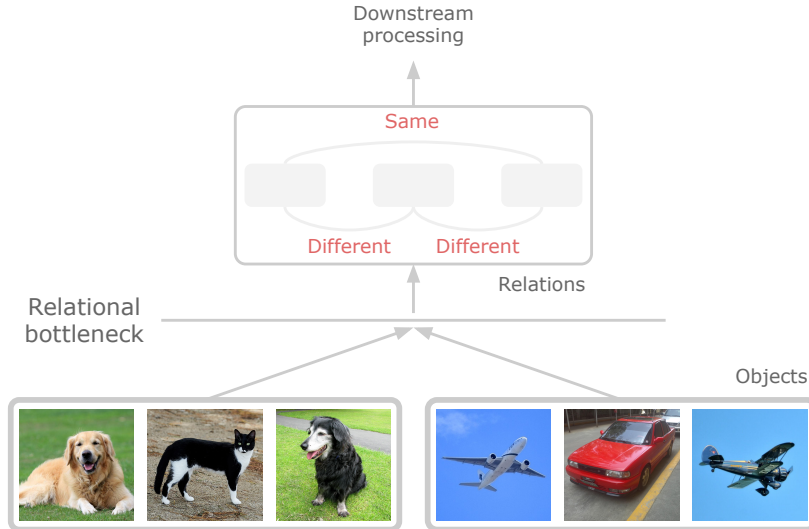 Downstream
processing
Same
Different Different
Relations
Relational
bottleneck
Objects